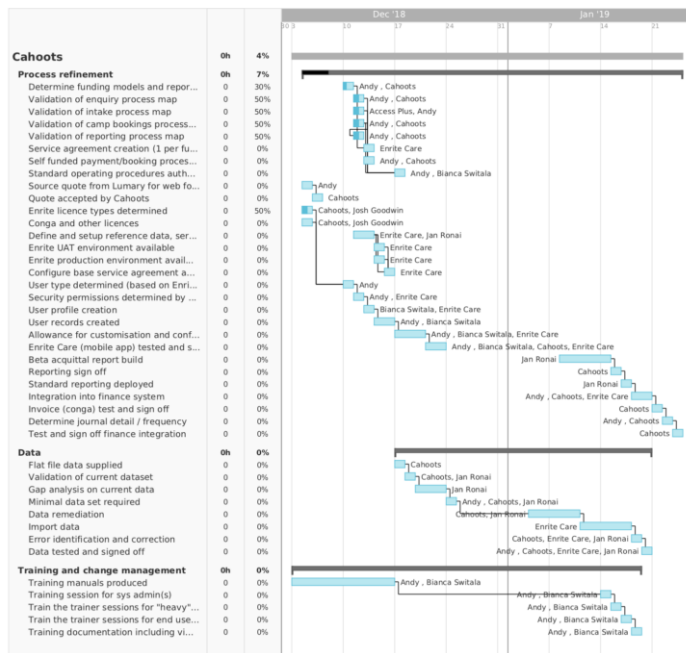 Dec '18 Jan '19
30.3 10 17 24 31 7 14 21
Cahoots 0h 4%
Process refinement 0h 7%
Determine funding models and repor... 0 30% Andy , Cahoots
Validation of enquiry process map 0 50% Andy , Cahoots
Validation of intake process map 0 50% Access Plus, Andy
Validation of camp bookings process... 0 50% Andy , Cahoots
Validation of reporting process map 0 50% Andy , Cahoots
Service agreement creation (1 per fu... 0 0% Enrite Care
Self funded payment/booking proces... 0 0% Andy , Cahoots
Standard operating procedures auth... 0 0% Andy , Bianca Switala
Source quote from Lumary for web fo... 0 0% Andy
Quote accepted by Cahoots 0 0% Cahoots
Enrite licence types determined 0 50% Cahoots, Josh Goodwin
Conga and other licences 0 0% Cahoots, Josh Goodwin
Define and setup reference data, ser... 0 0% Enrite Care, Jan Ronai
Enrite UAT environment available 0 0% Enrite Care
Enrite production environment avail... 0 0% Enrite Care
Configure base service agreement a... 0 0% Enrite Care
User type determined (based on Enri... 0 0% Andy
Security permissions determined by ... 0 0% Andy , Enrite Care
User profile creation 0 0% Bianca Switala, Enrite Care
User records created 0 0% Andy , Bianca Switala
Allowance for customisation and conf... 0 0% Andy , Bianca Switala, Enrite Care
Enrite Care (mobile app) tested and s... 0 0% Andy , Bianca Switala, Cahoots, Enrite Care
Beta acquittal report build 0 0% Jan Ronai
Reporting sign off 0 0% Cahoots
Standard reporting deployed 0 0% Jan Ronai
Integration into finance system 0 0% Andy , Cahoots, Enrite Care
Invoice (conga) test and sign off 0 0% Cahoots
Determine journal detail / frequency 0 0% Andy , Cahoots
Test and sign off finance integration 0 0% Cahoots
Data 0h 0%
Flat file data supplied 0 0% Cahoots
Validation of current dataset 0 0% Cahoots, Jan Ronai
Gap analysis on current data 0 0% Jan Ronai
Minimal data set required 0 0% Andy , Cahoots, Jan Ronai
Data remediation 0 0% Cahoots, Jan Ronai
Import data 0 0% Enrite Care
Error identification and correction 0 0% Cahoots, Enrite Care, Jan Ronai
Data tested and signed off 0 0% Andy , Cahoots, Enrite Care, Jan Ronai
Training and change management 0h 0%
Training manuals produced 0 0% Andy , Bianca Switala
Training session for sys admin(s) 0 0% Andy , Bianca Switala
Train the trainer sessions for "heavy"... 0 0% Andy , Bianca Switala
Train the trainer sessions for end use... 0 0% Andy , Bianca Switala
Training documentation including vi... 0 0% Andy , Bianca Switala